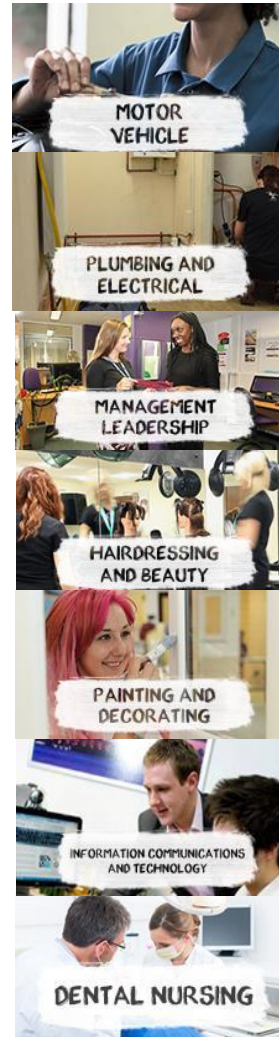 MOTOR
VEHICLE
PLUMBING AND
ELECTRICAL
MANAGEMENT
LEADERSHIP
HAIRDRESSING
AND BEAUTY
PAINTING AND
DECORATING
INFORMATION COMMUNICATIONS
AND TECHNOLOGY
DENTAL NURSING